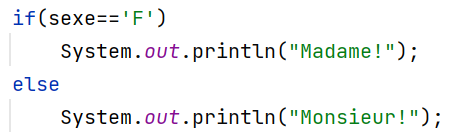 if(sexe=='F')
    System.out.println("Madame!");
else
    System.out.println("Monsieur!");